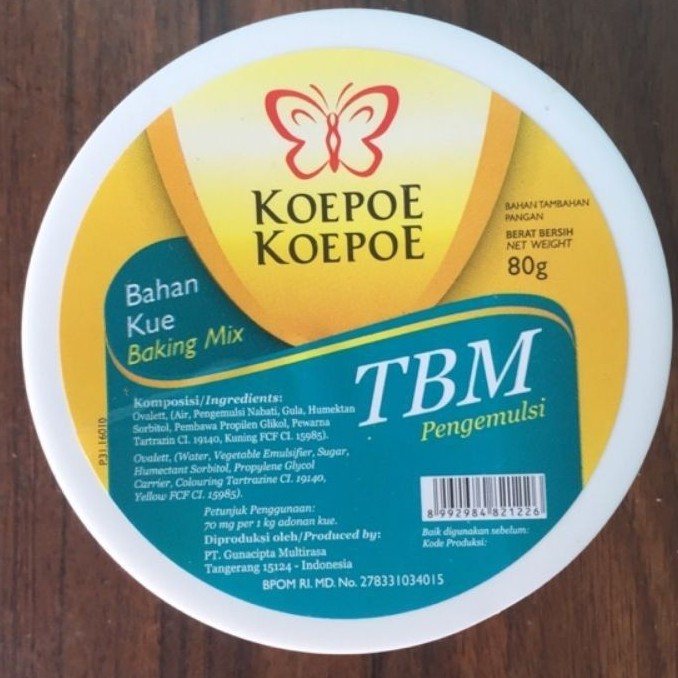 KOEPOE
KOEPOE
BAHAN TAMBAHAN
PANGAN
BERAT BERSIH
NET WEIGHT
80g
Bahan
Kue
Baking Mix
TBM
Pengemulsi
Komposisi/Ingredients:
Ovalett, (Air, Pengemulsi Nabati, Gula, Humektan
Sorbitol, Pembawa Propilen Glikol, Pewarna
Tartrazin CI. 19140, Kuning FCF CI. 15985).
Ovalett, (Water, Vegetable Emulsifier, Sugar,
Humectant Sorbitol, Propylene Glycol
Carrier, Colouring Tartrazine CI. 19140,
Yellow FCF CI. 15985).
Petunjuk Penggunaan:
70 mg per 1 kg adonan kue.
Diproduksi oleh/Produced by:
PT. Gunacipta Multirasa
Tangerang 15124 - Indonesia
BPOM RI. MD. No. 278331034015
8 992984 821226
Baik digunakan sebelum:
Kode Produksi:
P31.16010